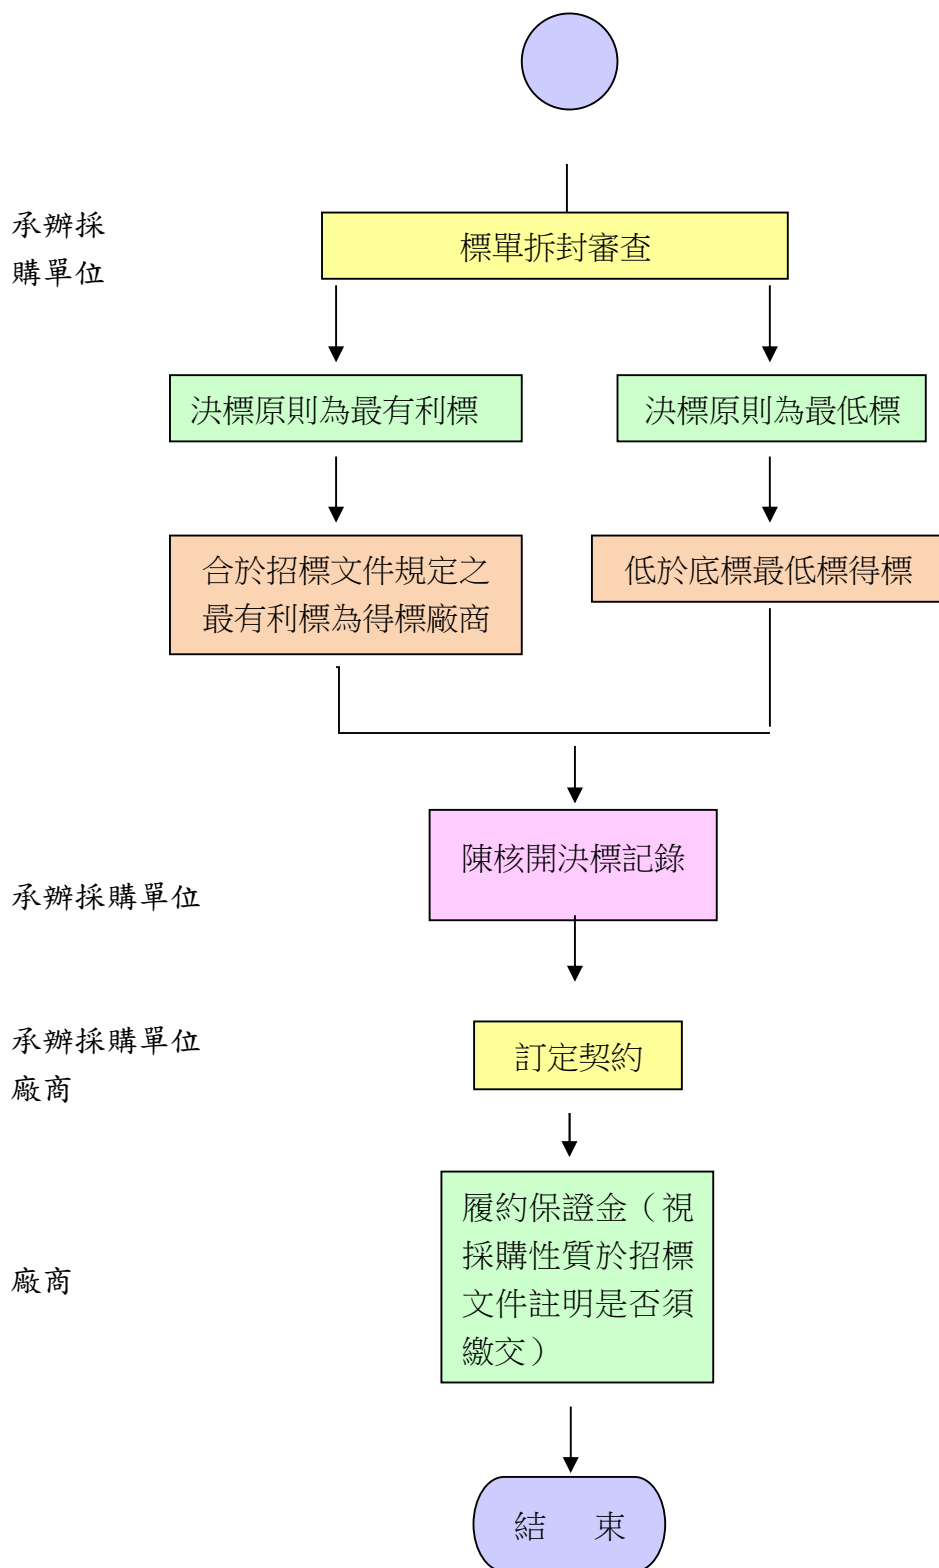 承辦採
購單位
標單拆封審查
決標原則為最有利標
決標原則為最低標
合於招標文件規定之
最有利標為得標廠商
低於底標最低標得標
陳核開決標記錄
承辦採購單位
承辦採購單位
廠商
訂定契約
廠商
履約保證金（視
採購性質於招標
文件註明是否須
繳交）
結　束